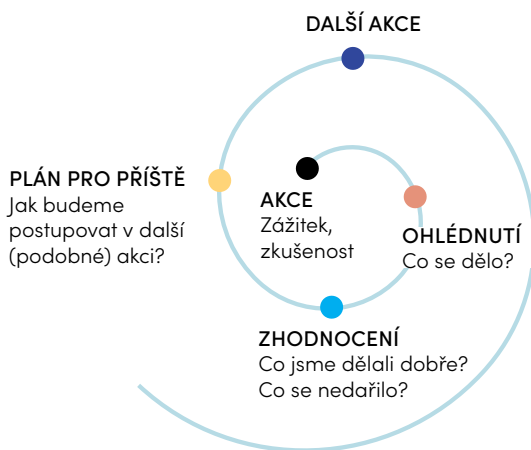 DALŠÍ AKCE
PLÁN PRO PŘÍŠTĚ
Jak budeme
postupovat v další
(podobné) akci?
AKCE
Zážitek,
zkušenost
OHLÉDNUTÍ
Co se dělo?
ZHODNOCENÍ
Co jsme dělali dobře?
Co se nedařilo?